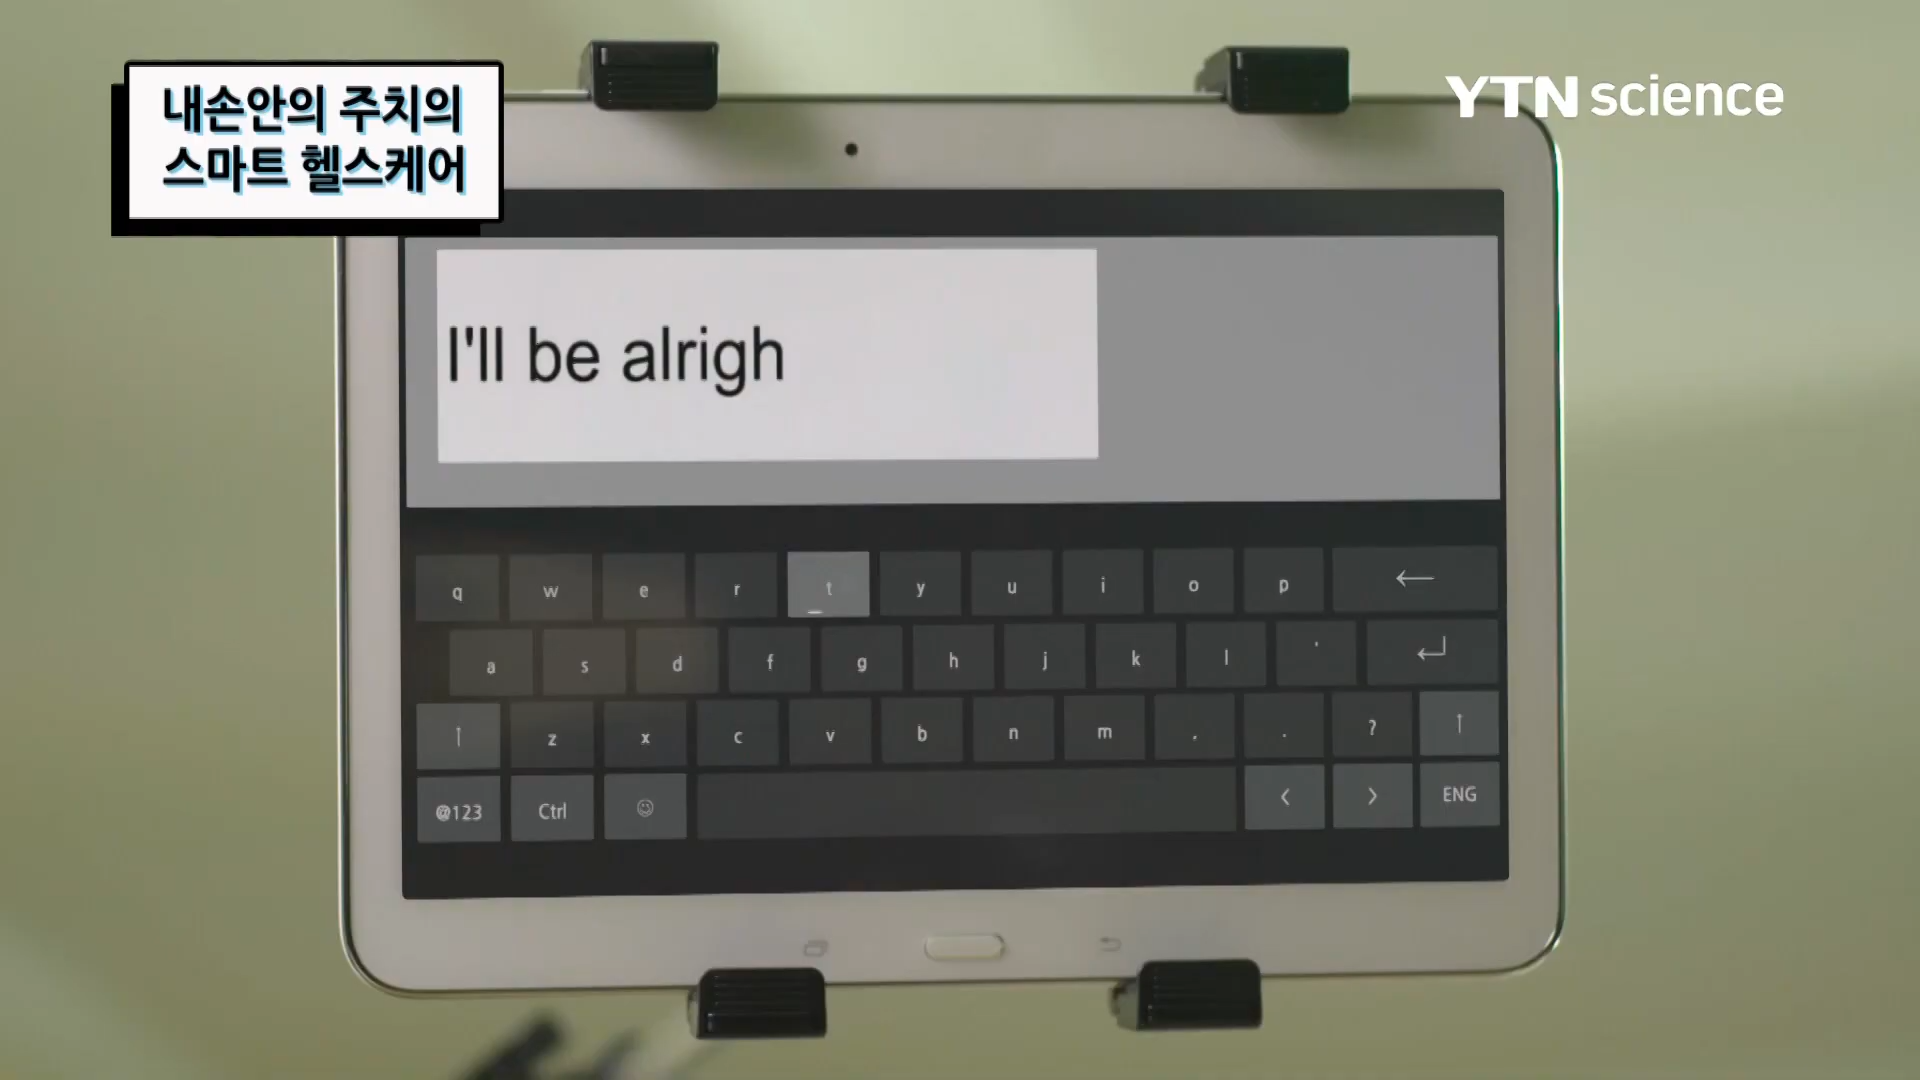 내손안의 주치의
스마트 헬스케어
YTN science
I'll be alrigh
q w e r t y u i o p ←
a s d f g h j k l ' ↵
↑ z x c v b n m , . ? ↑
@123 Ctrl ☺ < > ENG